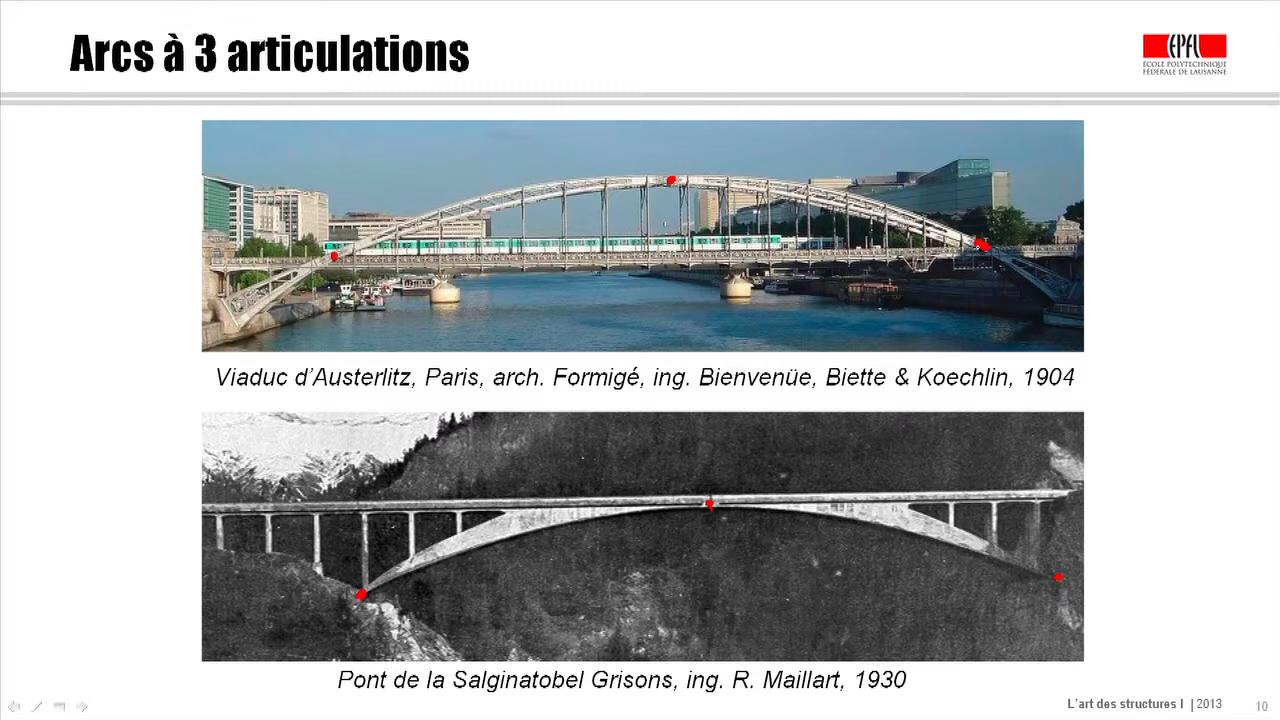 Arcs à 3 articulations
EPFL
ÉCOLE POLYTECHNIQUE
FÉDÉRALE DE LAUSANNE
Viaduc d’Austerlitz, Paris, arch. Formigé, ing. Bienvenüe, Biette & Koechlin, 1904
Pont de la Salginatobel Grisons, ing. R. Maillart, 1930
L'art des structures I | 2013 10